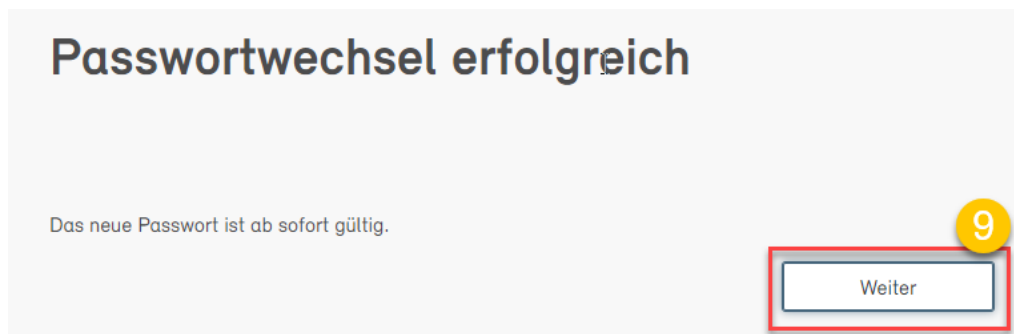 Passwortwechsel erfolgreich
Das neue Passwort ist ab sofort gültig.
9
Weiter